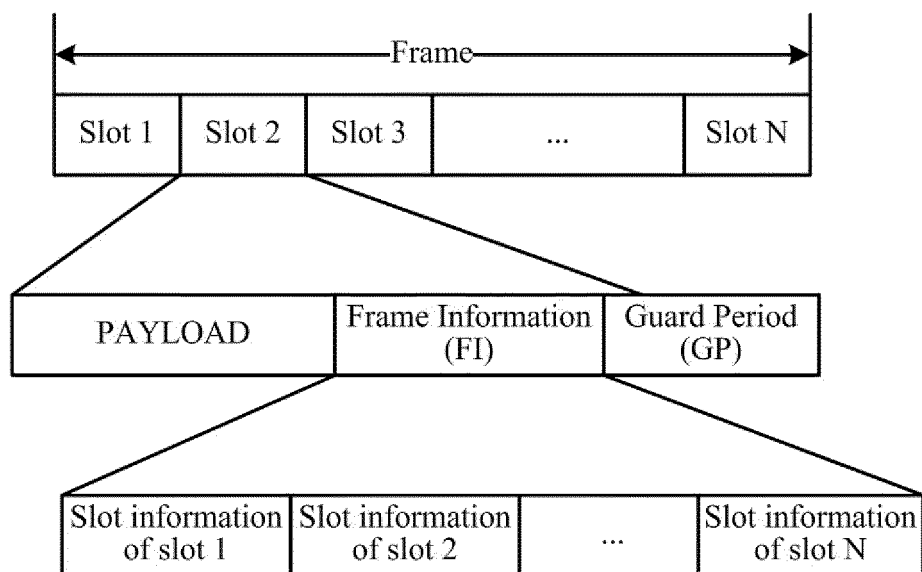 Frame
Slot 1 Slot 2 Slot 3 ... Slot N
PAYLOAD
Frame Information
(FI)
Guard Period
(GP)
Slot information
of slot 1
Slot information
of slot 2
...
Slot information
of slot N